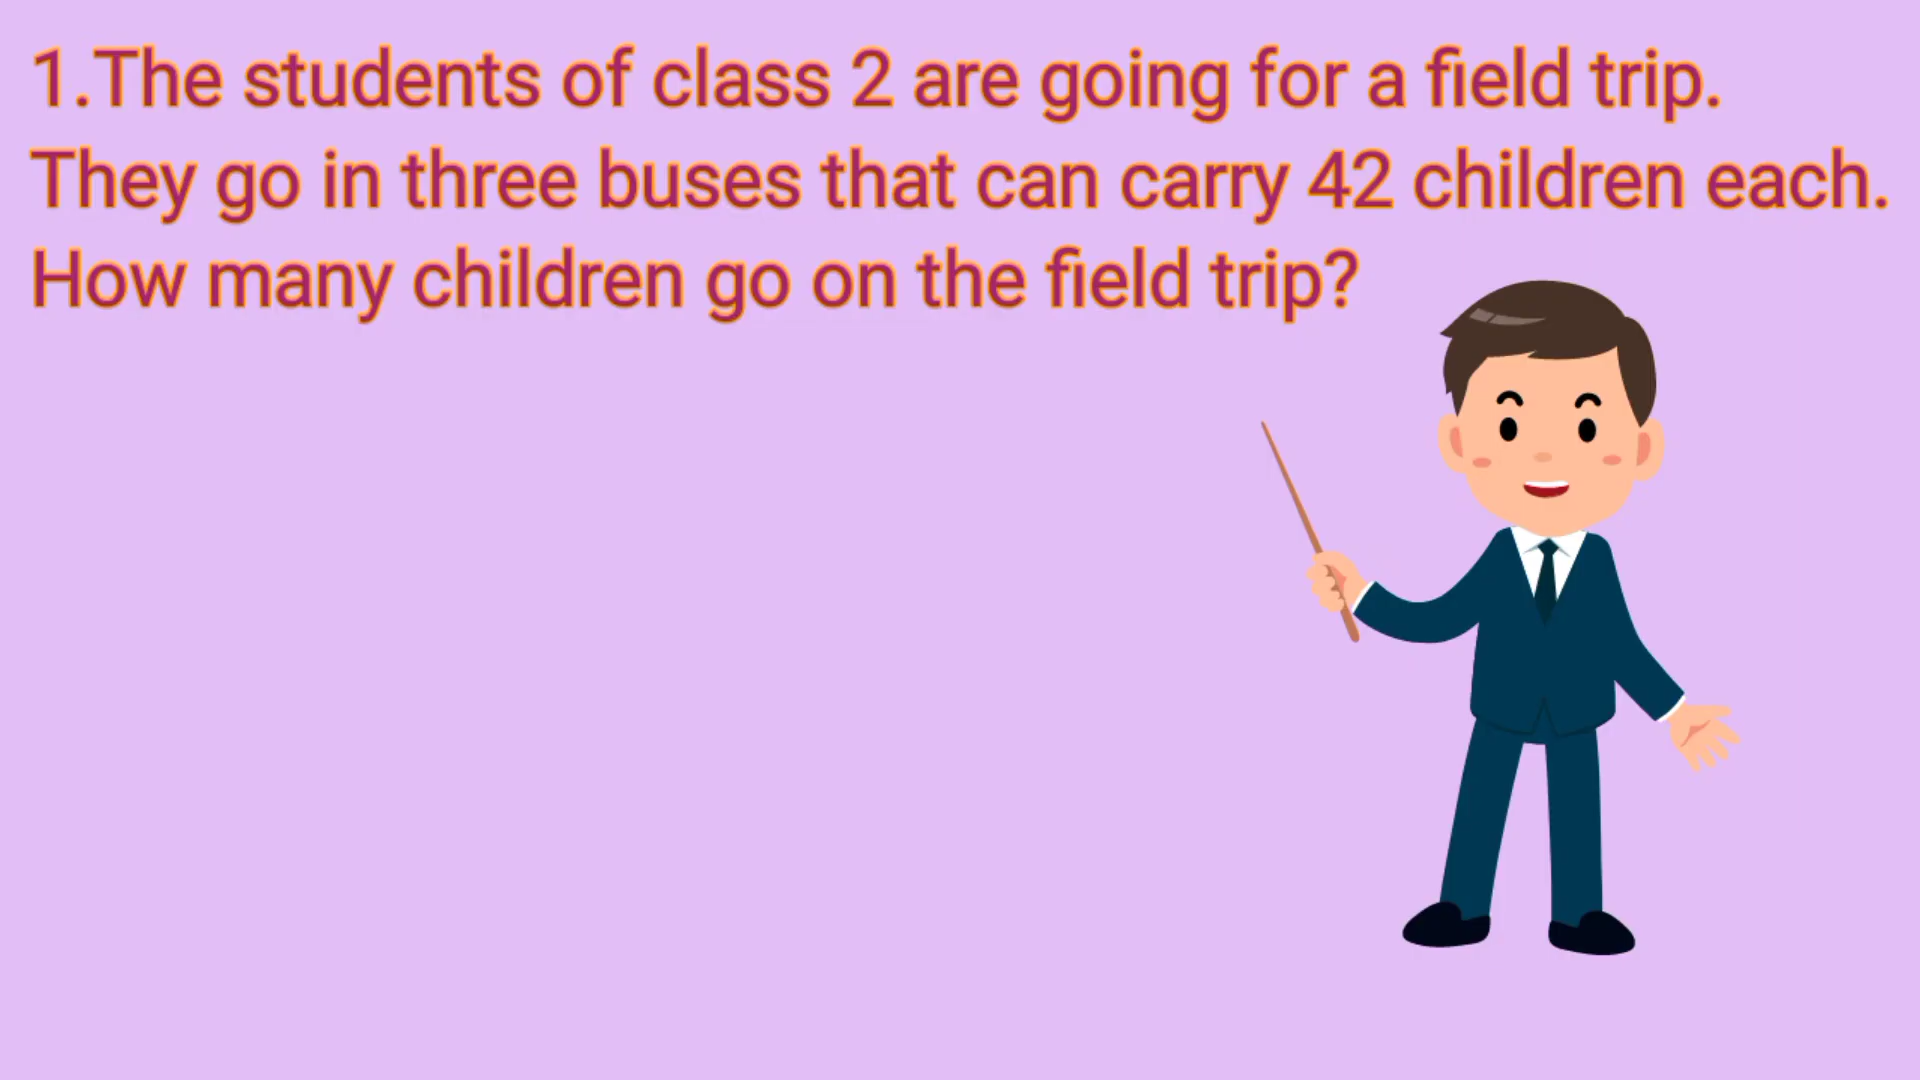 1.The students of class 2 are going for a field trip.
They go in three buses that can carry 42 children each.
How many children go on the field trip?